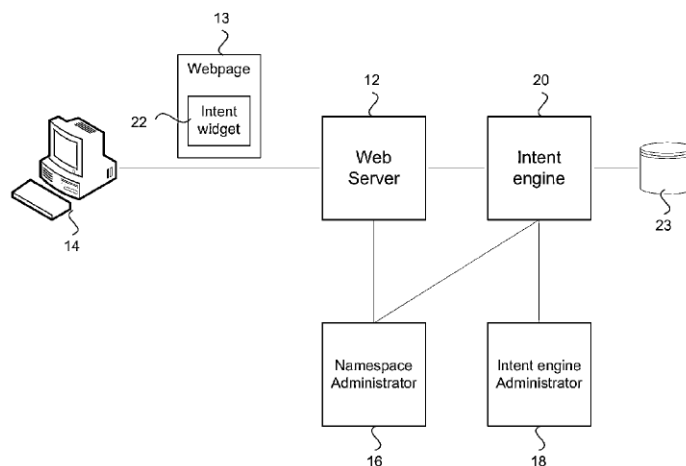 13
Webpage
22
Intent
widget
12
20
Web
Server
Intent
engine
14
23
Namespace
Administrator
Intent engine
Administrator
16
18